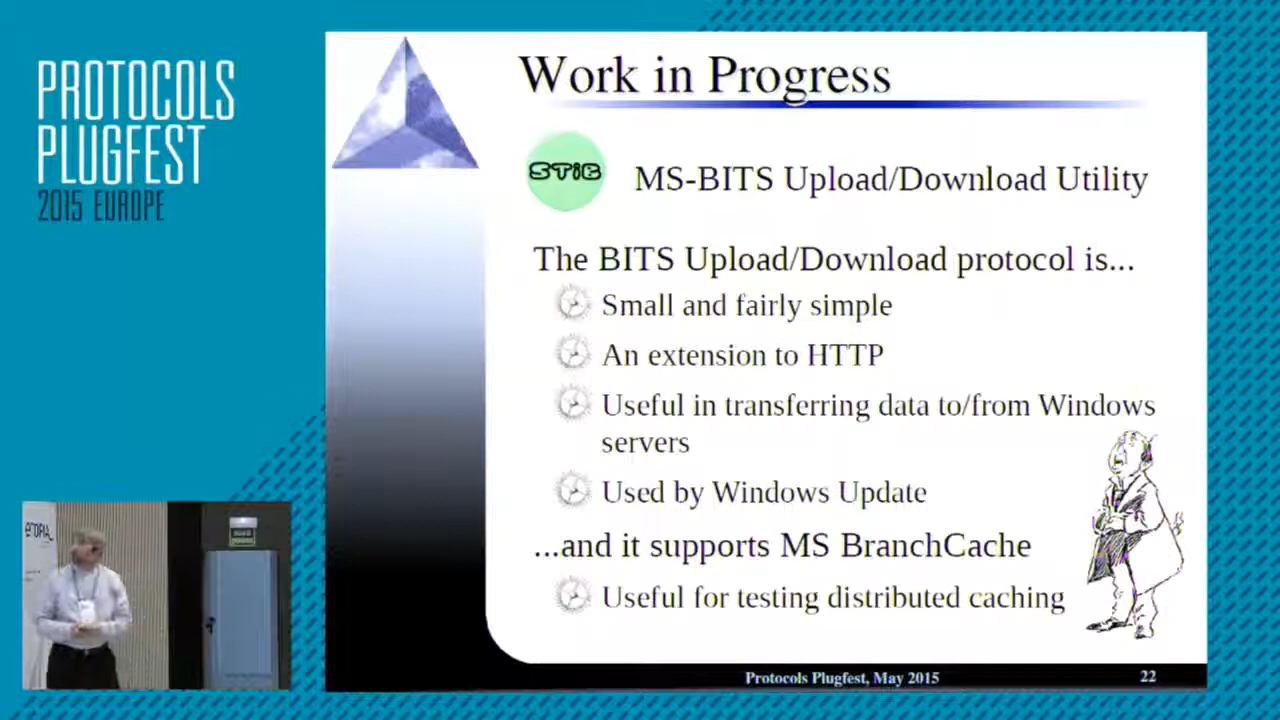 PROTOCOLS
PLUGFEST
2015 EUROPE
Work in Progress
STiB
MS-BITS Upload/Download Utility
The BITS Upload/Download protocol is...
Small and fairly simple
An extension to HTTP
Useful in transferring data to/from Windows
servers
Used by Windows Update
...and it supports MS BranchCache
Useful for testing distributed caching
Protocols Plugfest, May 2015
22
eTOPIA_